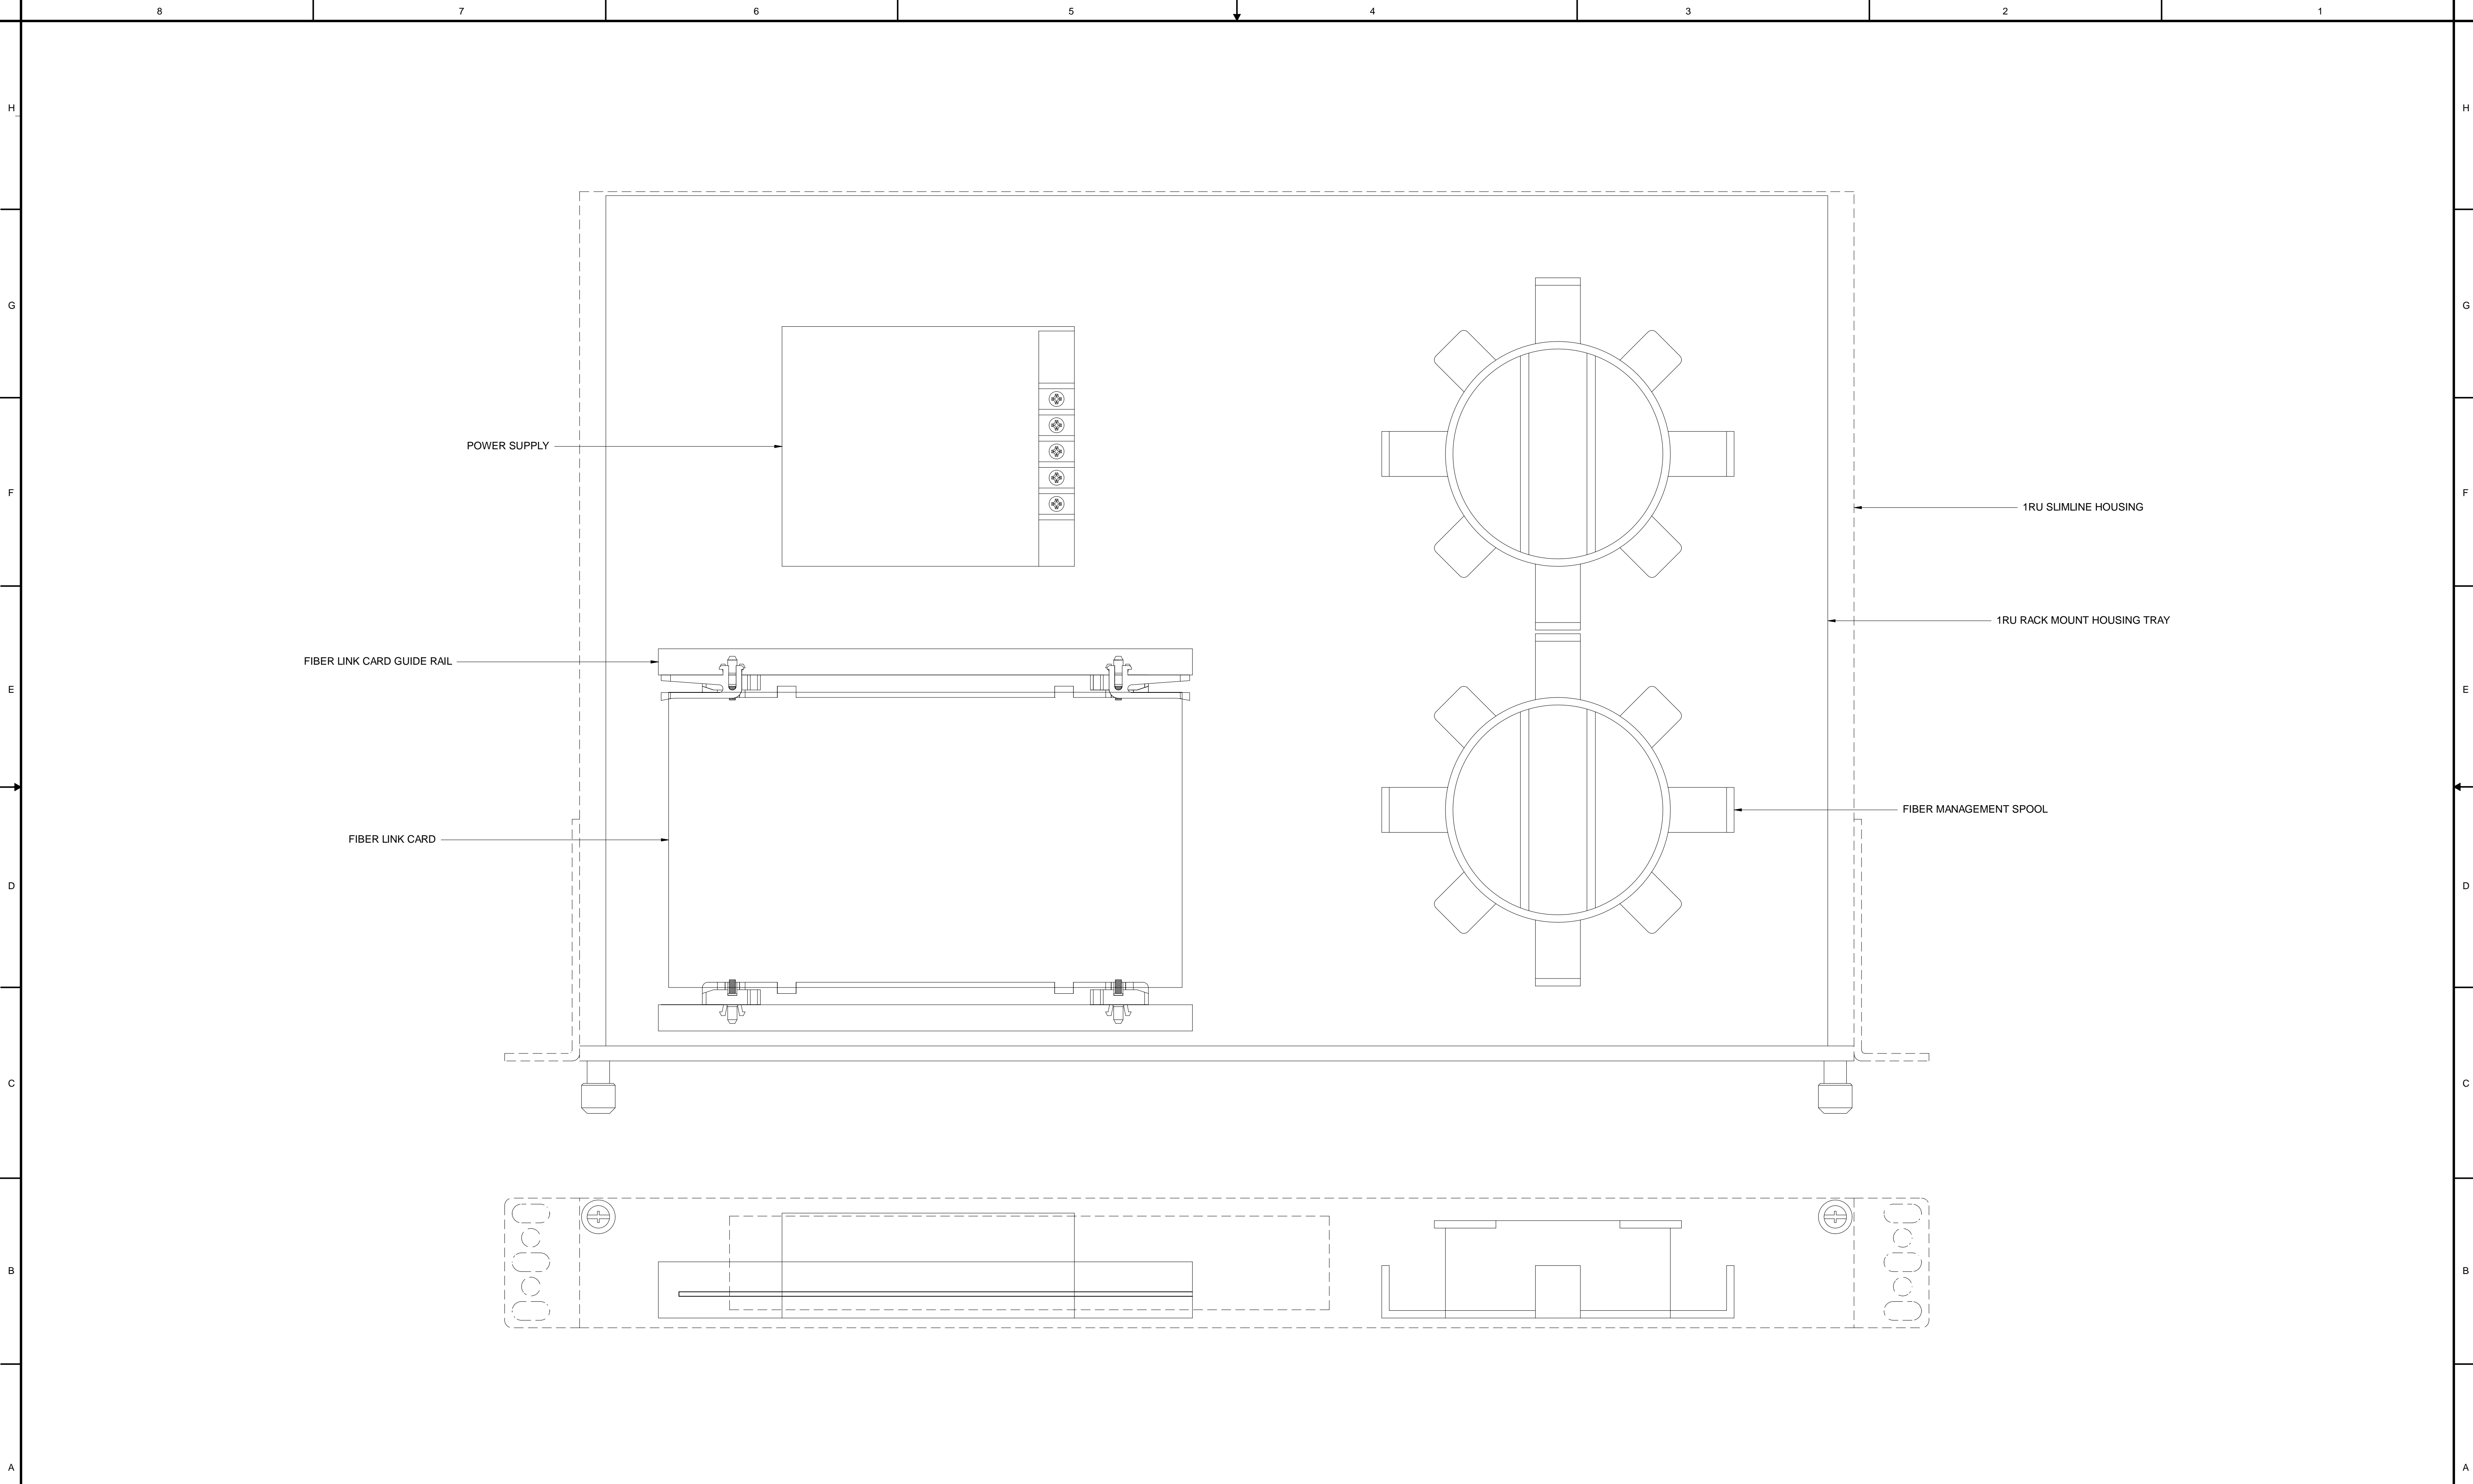 8 7 6 5 4 3 2 1
H H
G G
POWER SUPPLY
F F
1RU SLIMLINE HOUSING
1RU RACK MOUNT HOUSING TRAY
FIBER LINK CARD GUIDE RAIL
E E
FIBER MANAGEMENT SPOOL
FIBER LINK CARD
D D
C C
B B
A A